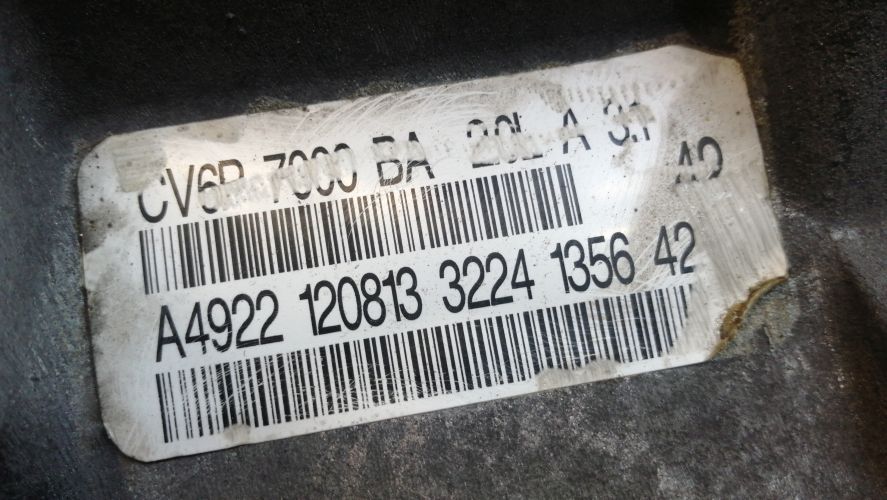 CV6P 7000 BA 2.0L A 3.1
A2
A4922 120813 3224 1356 42